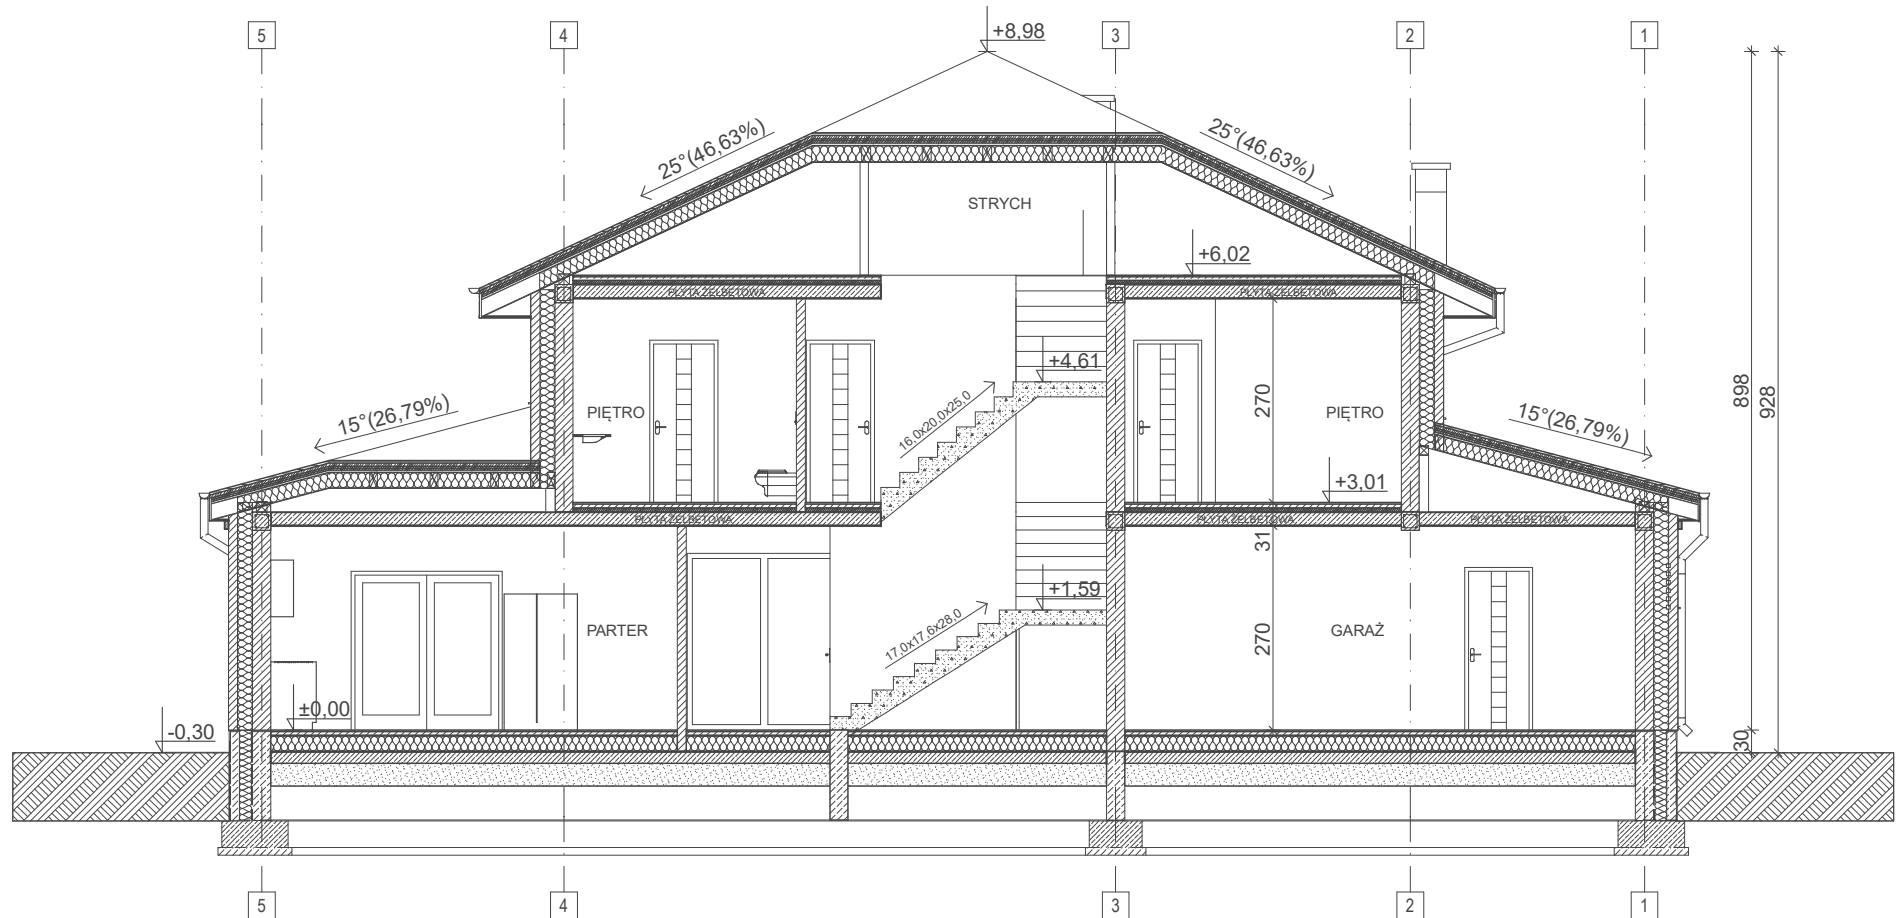 5
4
+8,98
3
2
1
25°(46,63%)
25°(46,63%)
STRYCH
+6,02
PŁYTA ŻELBETOWA
PŁYTA ŻELBETOWA
+4,61
898
928
15°(26,79%)
PIĘTRO
16,0x20,0x25,0
270
PIĘTRO
15°(26,79%)
+3,01
PŁYTA ŻELBETOWA
PŁYTA ŻELBETOWA
PŁYTA ŻELBETOWA
31
+1,59
PARTER
17,0x17,6x28,0
270
GARAŻ
±0,00
-0,30
30
5
4
3
2
1